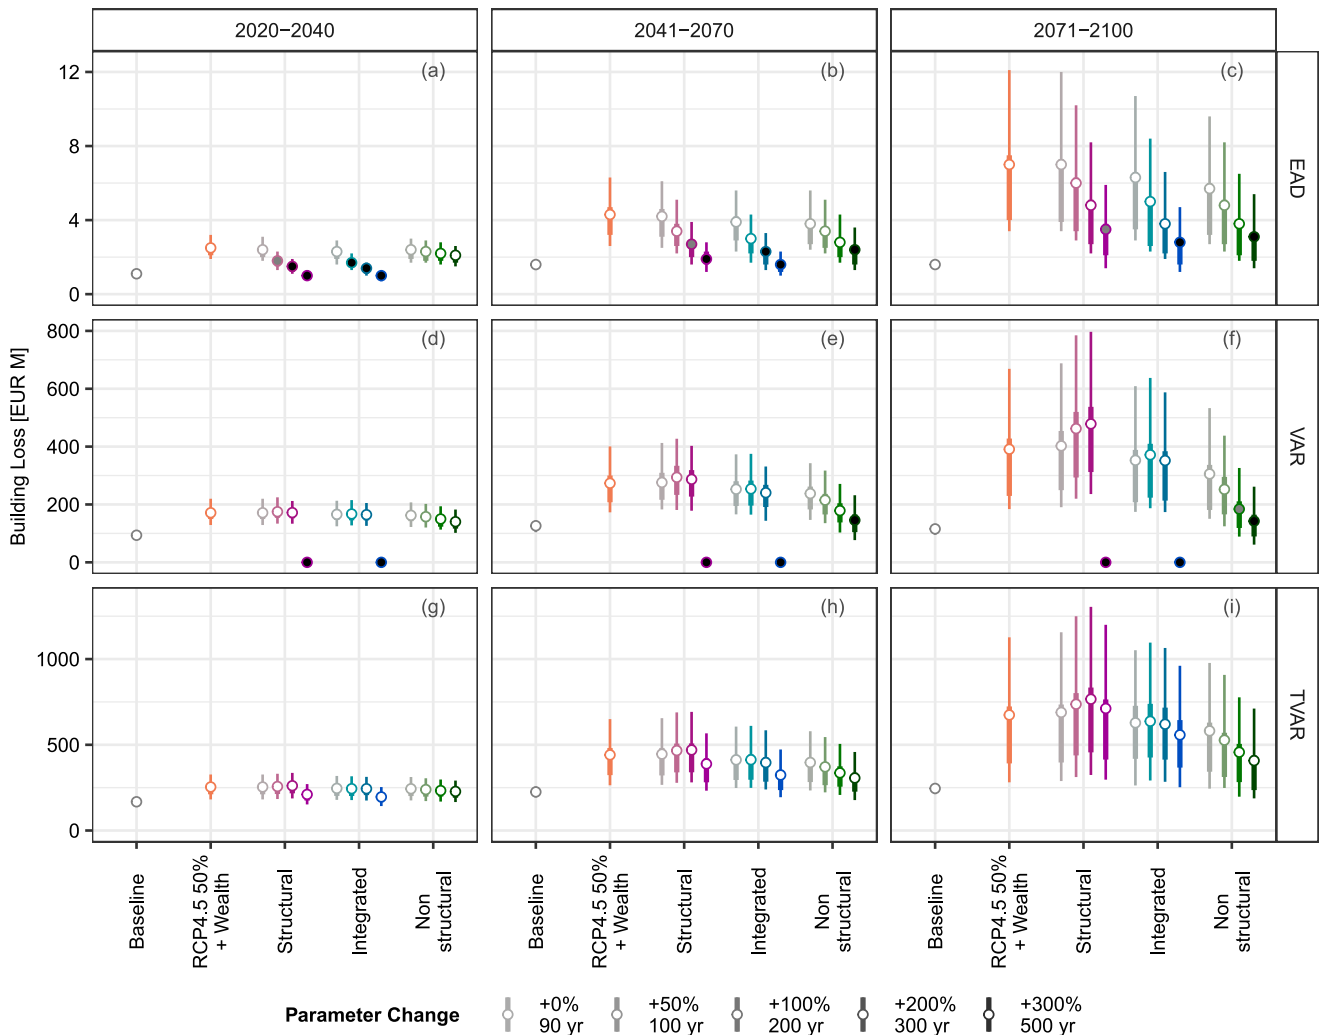 2020−2040
2041−2070
2071−2100
(a)
(b)
(c)
12
8
4
0
EAD
(d)
(e)
(f)
800
600
400
200
0
VAR
Building Loss [EUR M]
(g)
(h)
(i)
1000
500
0
TVAR
Baseline
RCP4.5 50%
+ Wealth
Structural
Integrated
Non
structural
Baseline
RCP4.5 50%
+ Wealth
Structural
Integrated
Non
structural
Baseline
RCP4.5 50%
+ Wealth
Structural
Integrated
Non
structural
Parameter Change
+0%
90 yr
+50%
100 yr
+100%
200 yr
+200%
300 yr
+300%
500 yr